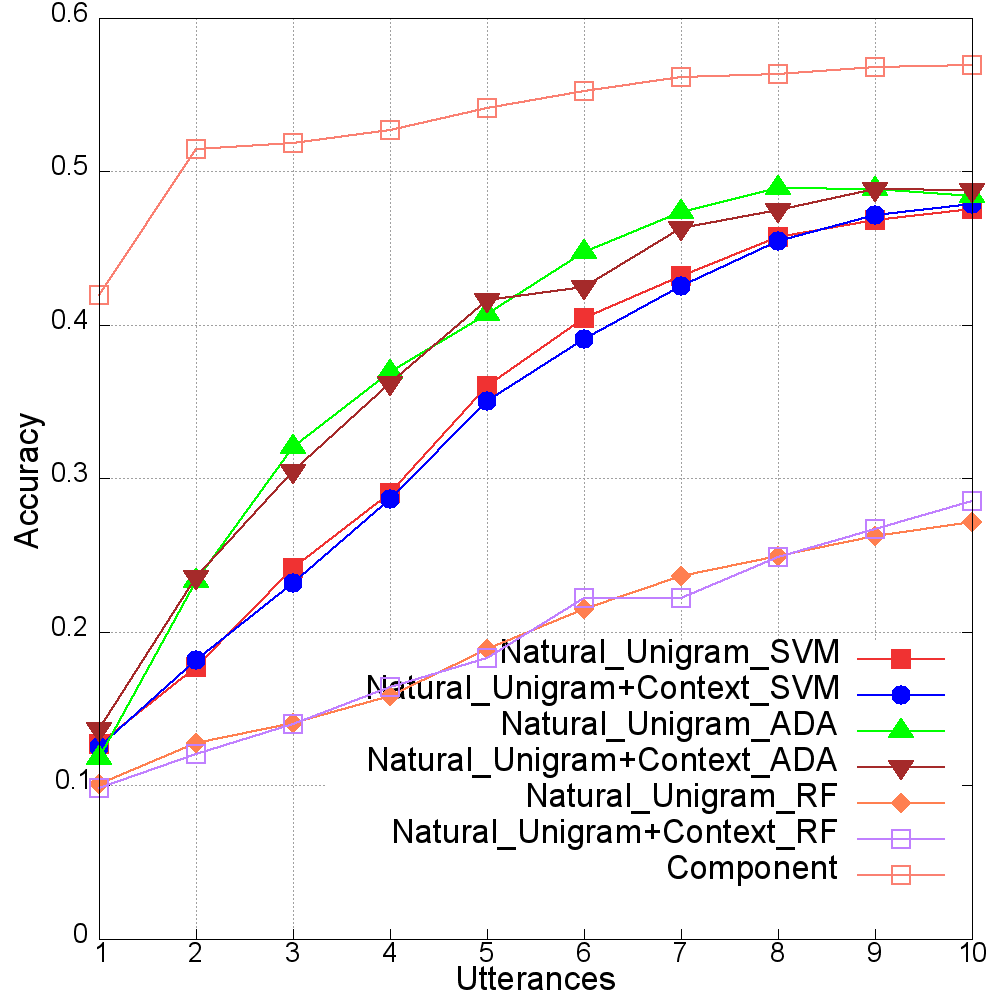 0.6
0.5
0.4
0.3
0.2
0.1
0
Accuracy
Natural_Unigram_SVM
Natural_Unigram+Context_SVM
Natural_Unigram_ADA
Natural_Unigram+Context_ADA
Natural_Unigram_RF
Natural_Unigram+Context_RF
Component
1 2 3 4 5 6 7 8 9 10
Utterances